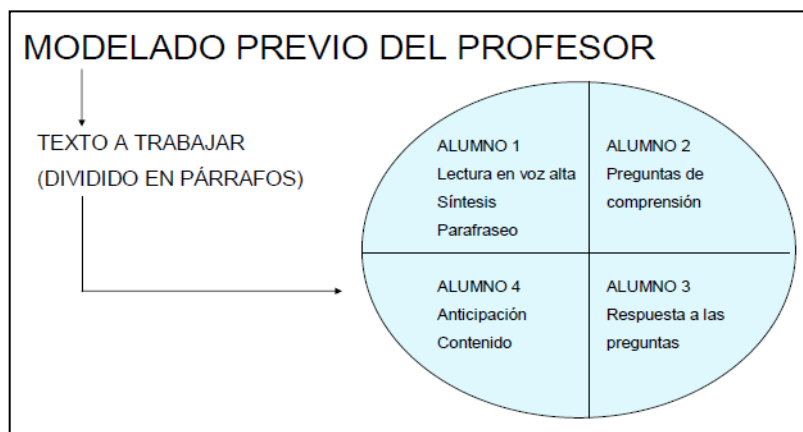 MODELADO PREVIO DEL PROFESOR
TEXTO A TRABAJAR
(DIVIDIDO EN PÁRRAFOS)
ALUMNO 1
Lectura en voz alta
Síntesis
Parafraseo
ALUMNO 2
Preguntas de
comprensión
ALUMNO 4
Anticipación
Contenido
ALUMNO 3
Respuesta a las
preguntas